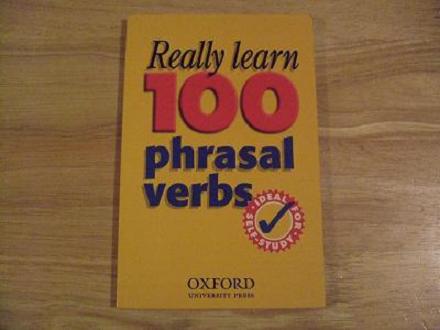 Really learn
100
phrasal
verbs
IDEAL FOR
SELF-STUDY
OXFORD
UNIVERSITY PRESS